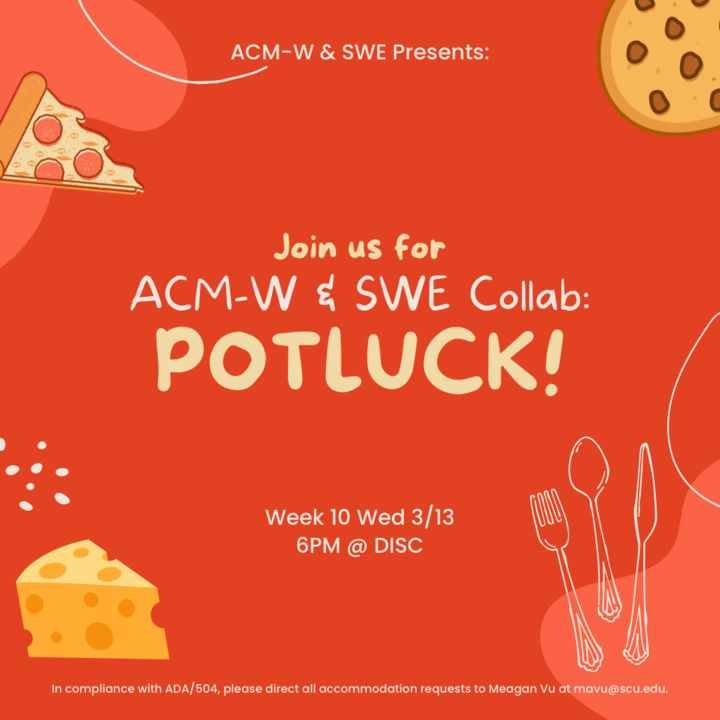 ACM-W & SWE Presents:
Join us for
ACM-W & SWE Collab:
POTLUCK!
Week 10 Wed 3/13
6PM @ DISC
In compliance with ADA/504, please direct all accommodation requests to Meagan Vu at mavu@scu.edu.